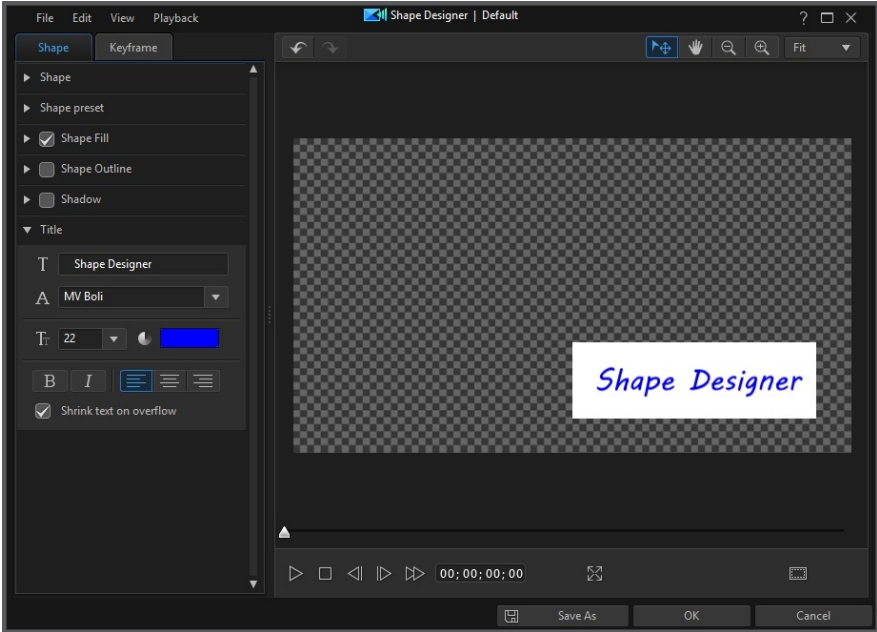 File Edit View Playback
Shape Designer | Default
?
Shape Keyframe
Fit
Shape
Shape preset
Shape Fill
Shape Outline
Shadow
Title
T Shape Designer
A MV Boli
TT 22
B I
Shrink text on overflow
Shape Designer
00;00;00;00
Save As OK Cancel